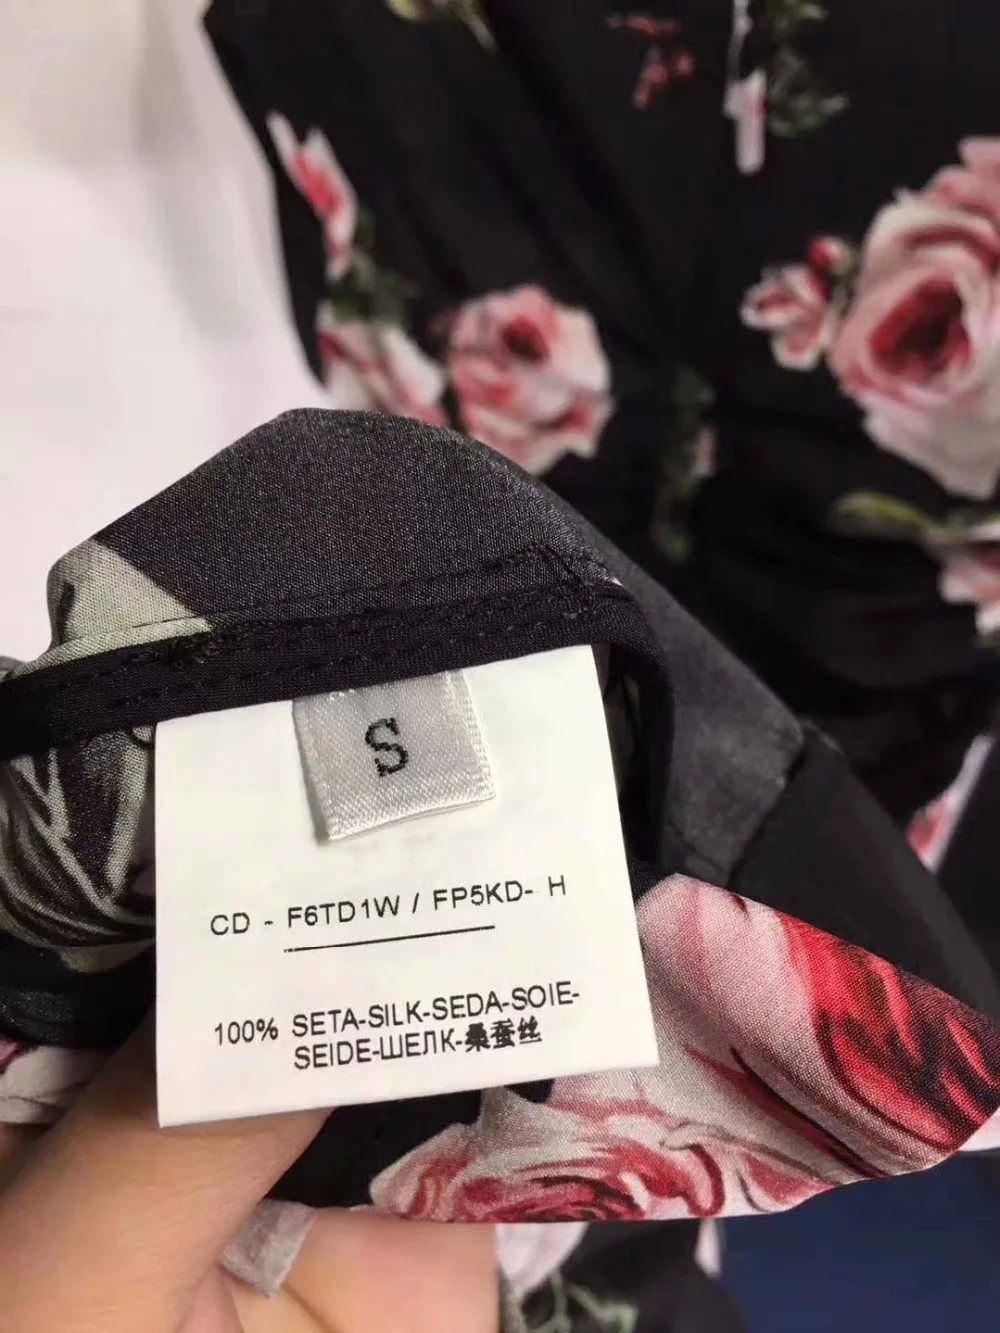 S
CD - F6TD1W / FP5KD- H
100% SETA-SILK-SEDA-SOIE-
SEIDE-ШЕЛК-桑蚕丝